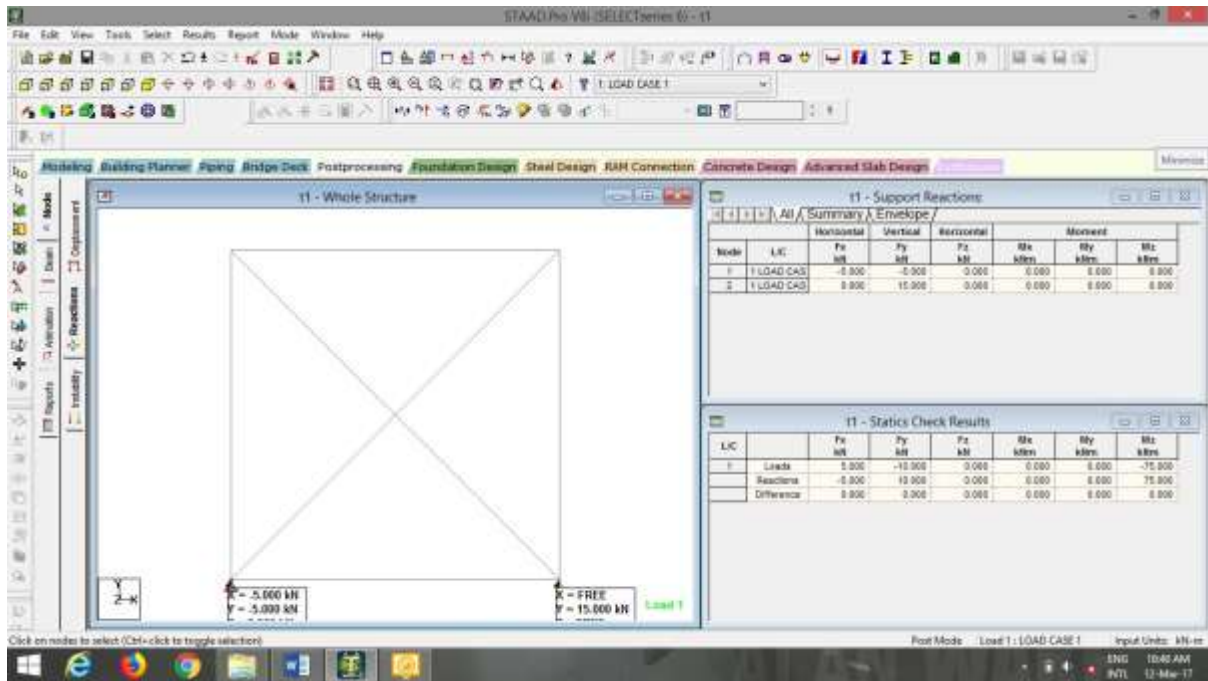 STAAD.Pro V8i (SELECTseries 6) - t1
File Edit View Tools Select Results Report Mode Window Help
1: LOAD CASE 1
Modeling Building Planner Piping Bridge Deck Postprocessing Foundation Design Steel Design RAM Connection Concrete Design Advanced Slab Design
Minimize
Node
Beam
Animation
Reports
Displacement
Reactions
Instability
t1 - Whole Structure
X = -5.000 kN
Y = -5.000 kN
X = FREE
Y = 15.000 kN
Load 1
Y
Z X
t1 - Support Reactions
All Summary Envelope
Horizontal Vertical Horizontal Moment
Node L/C Fx kN Fy kN Fz kN Mx kNm My kNm Mz kNm
1 1 LOAD CAS -5.000 -5.000 0.000 0.000 0.000 0.000
2 1 LOAD CAS 0.000 15.000 0.000 0.000 0.000 0.000
t1 - Statics Check Results
L/C Fx kN Fy kN Fz kN Mx kNm My kNm Mz kNm
1 Loads 5.000 -10.000 0.000 0.000 0.000 -75.000
Reactions -5.000 10.000 0.000 0.000 0.000 75.000
Difference 0.000 0.000 0.000 0.000 0.000 0.000
Click on nodes to select (Ctrl+click to toggle selection)
Post Mode Load 1 : LOAD CASE 1 Input Units: kN-m
ENG 10:40 AM
INTL 12-Mar-17